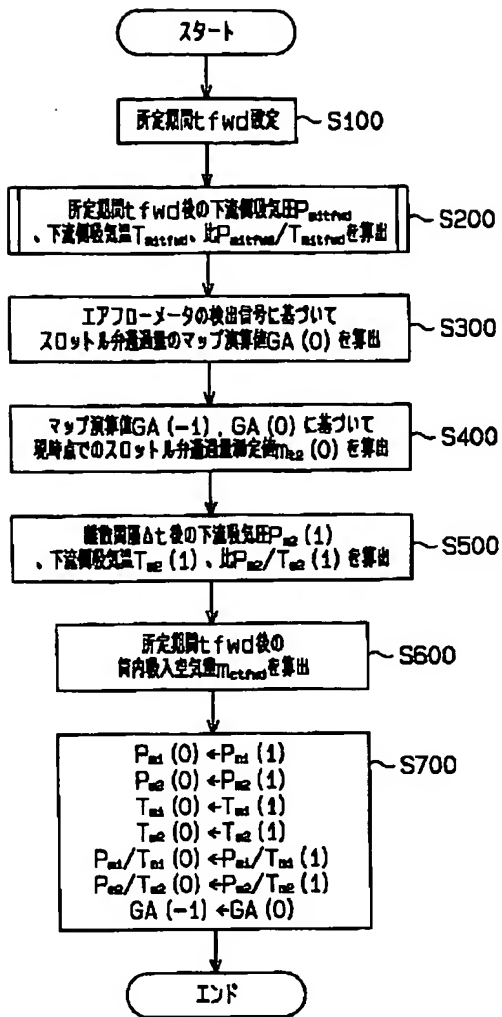 スタート
所定期間tfwd設定
S100
所定期間tfwd後の下流側吸気圧Pm1tfwd
、下流側吸気温Tm1tfwd、比Pm1tfwd/Tm1tfwdを算出
S200
エアフローメータの検出信号に基づいて
スロットル弁通過量のマップ演算値GA(0)を算出
S300
マップ演算値GA(-1),GA(0)に基づいて
現時点でのスロットル弁通過量測定値mt2(0)を算出
S400
離散間隔Δt後の下流吸気圧Pm2(1)
、下流側吸気温Tm2(1)、比Pm2/Tm2(1)を算出
S500
所定期間tfwd後の
筒内吸入空気量mctfwdを算出
S600
Pm1(0)←Pm1(1)
Pm2(0)←Pm2(1)
Tm1(0)←Tm1(1)
Tm2(0)←Tm2(1)
Pm1/Tm1(0)←Pm1/Tm1(1)
Pm2/Tm2(0)←Pm2/Tm2(1)
GA(-1)←GA(0)
S700
エンド